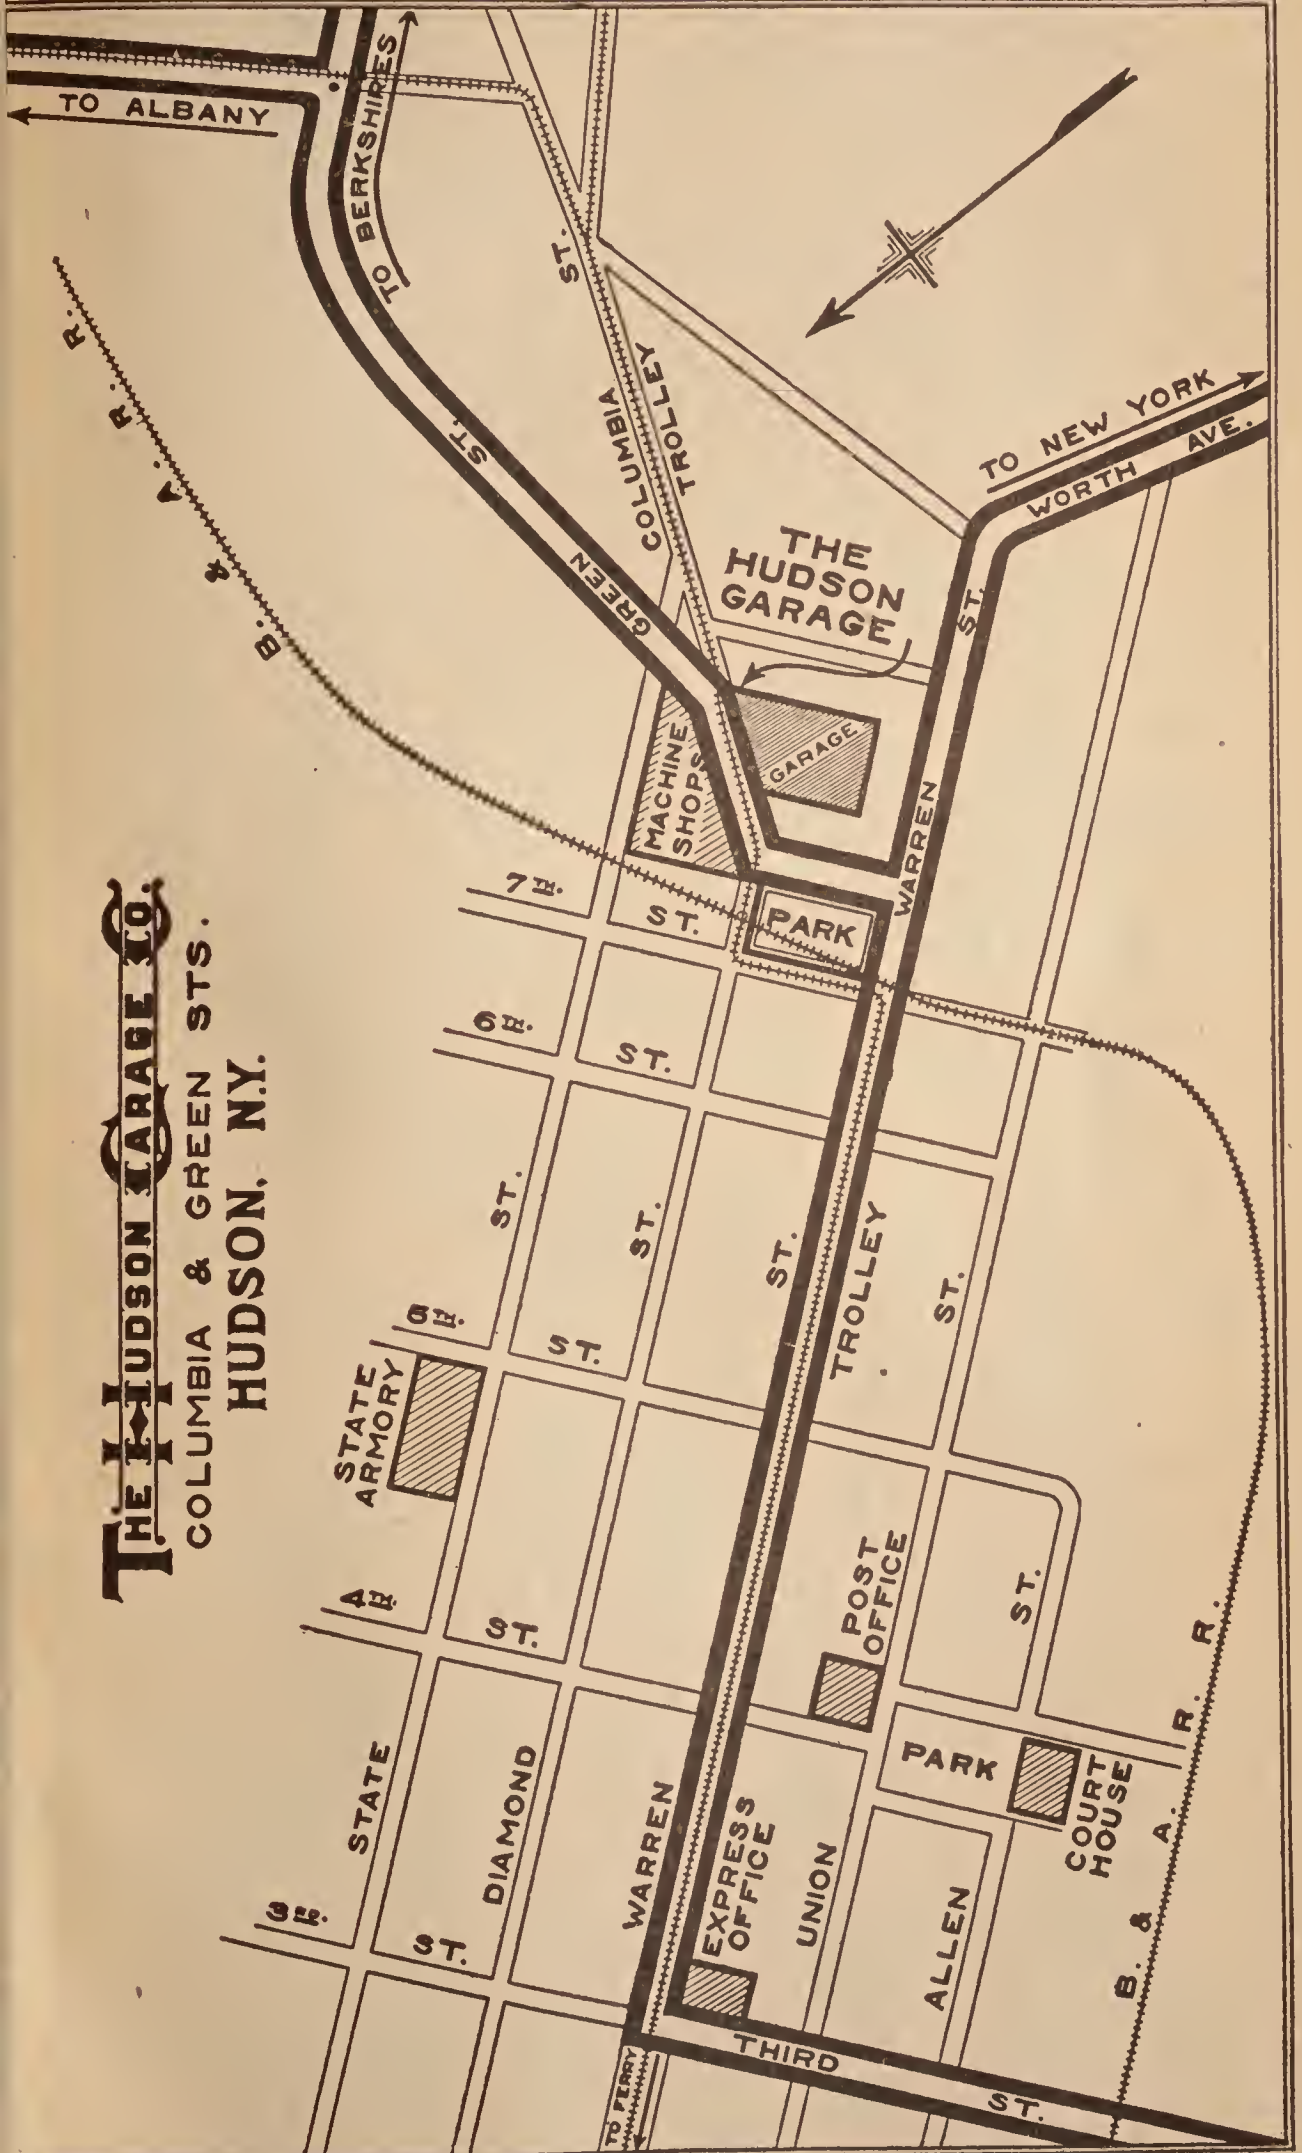 THE HUDSON GARAGE CO.
COLUMBIA & GREEN STS.
HUDSON, N.Y.
TO ALBANY
TO BERKSHIRES
B. & A. R. R.
GREEN ST.
COLUMBIA ST.
TROLLEY
TO NEW YORK
WORTH AVE.
THE
HUDSON
GARAGE
GARAGE
MACHINE
SHOPS
WARREN ST.
PARK
7TH. ST.
6TH. ST.
5TH. ST.
4TH. ST.
3RD. ST.
STATE
ARMORY
STATE ST.
DIAMOND ST.
WARREN ST.
TROLLEY
UNION ST.
ALLEN ST.
POST
OFFICE
PARK
COURT
HOUSE
EXPRESS
OFFICE
THIRD ST.
TO FERRY
B. & A. R. R.